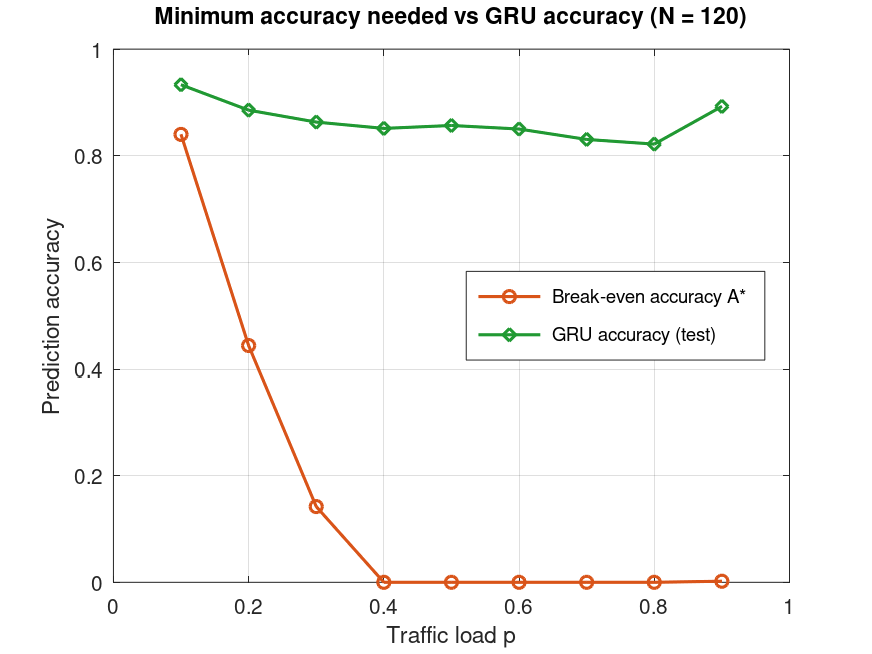 Minimum accuracy needed vs GRU accuracy (N = 120)
1
0.8
0.6
0.4
0.2
0
Prediction accuracy
Break-even accuracy A*
GRU accuracy (test)
0 0.2 0.4 0.6 0.8 1
Traffic load p